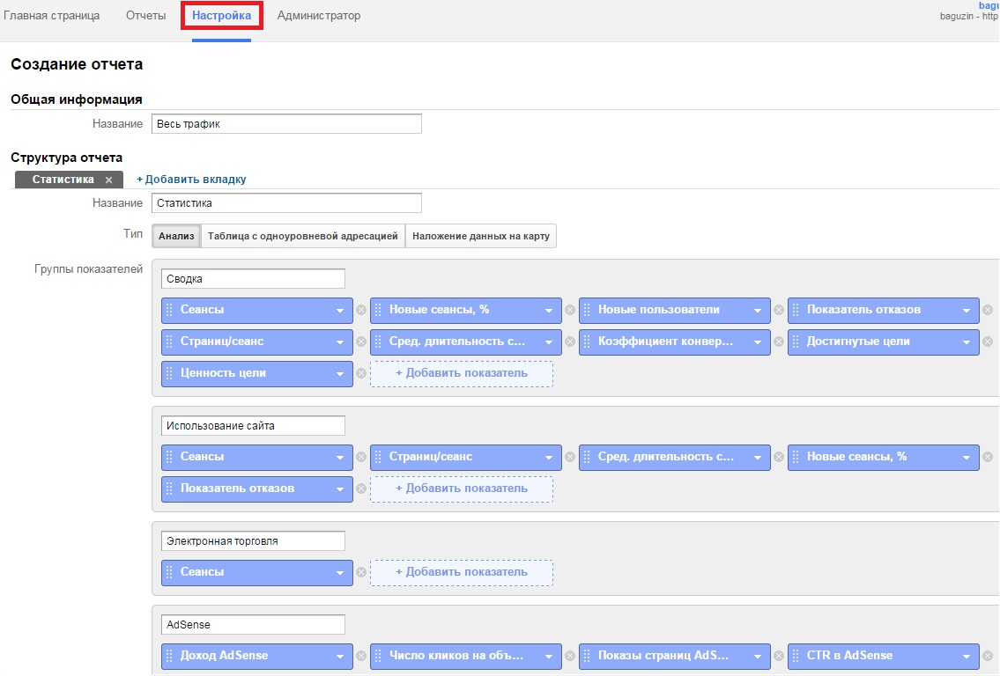 Главная страница Отчеты Настройка Администратор
bagu
baguzin - http
Создание отчета
Общая информация
Название Весь трафик
Структура отчета
Статистика × + Добавить вкладку
Название Статистика
Тип Анализ Таблица с одноуровневой адресацией Наложение данных на карту
Группы показателей
Сводка
Сеансы Новые сеансы, % Новые пользователи Показатель отказов
Страниц/сеанс Сред. длительность с... Коэффициент конвер... Достигнутые цели
Ценность цели + Добавить показатель
Использование сайта
Сеансы Страниц/сеанс Сред. длительность с... Новые сеансы, %
Показатель отказов + Добавить показатель
Электронная торговля
Сеансы + Добавить показатель
AdSense
Доход AdSense Число кликов на объ... Показы страниц AdS... CTR в AdSense